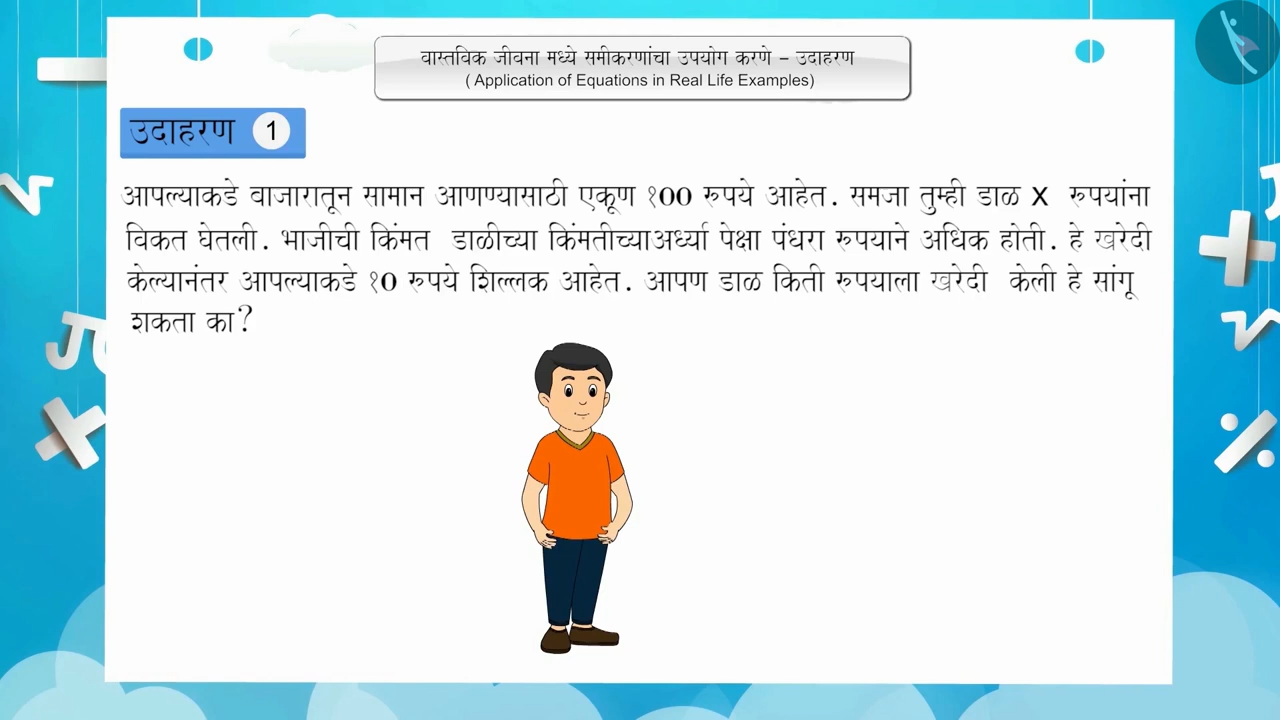 वास्तविक जीवना मध्ये समीकरणांचा उपयोग करणे – उदाहरण
( Application of Equations in Real Life Examples)
उदाहरण 1
आपल्याकडे वाजारातून सामान आणण्यासाठी एकूण १00 रुपये आहेत. समजा तुम्ही डाळ X रुपयांना
विकत घेतली. भाजीची किंमत डाळीच्या किंमतीच्याअर्ध्या पेक्षा पंधरा रुपयाने अधिक होती. हे खरेदी
केल्यानंतर आपल्याकडे १0 रुपये शिल्लक आहेत. आपण डाळ किती रुपयाला खरेदी केली हे सांगू
शकता का?